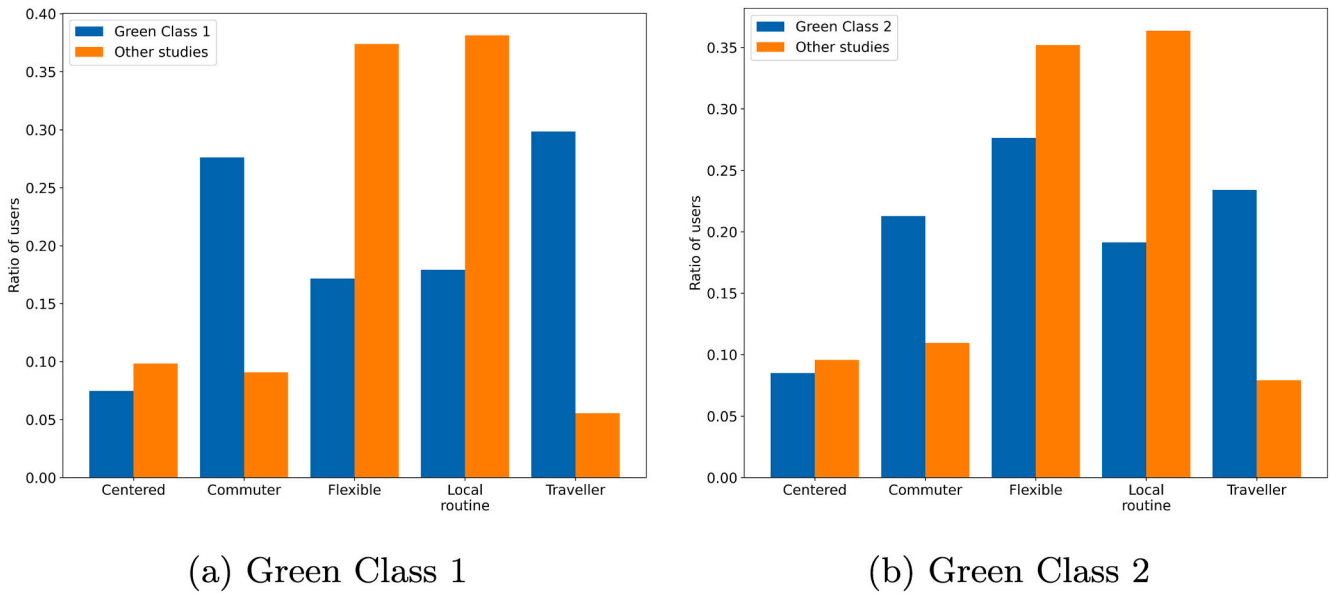 0.40
0.35
0.30
0.25
0.20
0.15
0.10
0.05
0.00
Ratio of users
Green Class 1
Other studies
Centered
Commuter
Flexible
Local
routine
Traveller
(a) Green Class 1
0.35
0.30
0.25
0.20
0.15
0.10
0.05
0.00
Ratio of users
Green Class 2
Other studies
Centered
Commuter
Flexible
Local
routine
Traveller
(b) Green Class 2